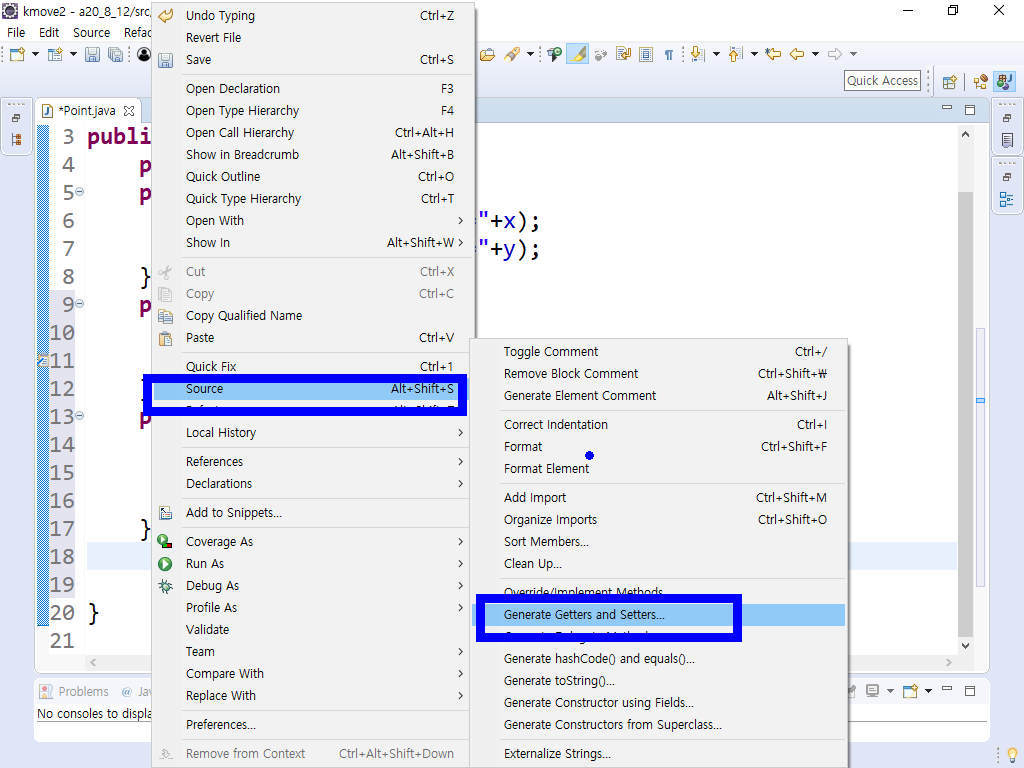 kmove2 - a20_8_12/src,
File Edit Source Refac
Quick Access
*Point.java
3 publi
4 p
5 p
6 "+x);
7 "+y);
8 }
9 p
10
11
12
13 p
14
15
16
17 }
18
19
20 }
21
Problems @ Jav
No consoles to displa
Undo Typing Ctrl+Z
Revert File
Save Ctrl+S
Open Declaration F3
Open Type Hierarchy F4
Open Call Hierarchy Ctrl+Alt+H
Show in Breadcrumb Alt+Shift+B
Quick Outline Ctrl+O
Quick Type Hierarchy Ctrl+T
Open With
Show In Alt+Shift+W
Cut Ctrl+X
Copy Ctrl+C
Copy Qualified Name
Paste Ctrl+V
Quick Fix Ctrl+1
Source Alt+Shift+S
Local History
References
Declarations
Add to Snippets...
Coverage As
Run As
Debug As
Profile As
Validate
Team
Compare With
Replace With
Preferences...
Remove from Context Ctrl+Alt+Shift+Down
Toggle Comment Ctrl+/
Remove Block Comment Ctrl+Shift+₩
Generate Element Comment Alt+Shift+J
Correct Indentation Ctrl+I
Format Ctrl+Shift+F
Format Element
Add Import Ctrl+Shift+M
Organize Imports Ctrl+Shift+O
Sort Members...
Clean Up...
Override/Implement Methods
Generate Getters and Setters...
Generate hashCode() and equals()...
Generate toString()...
Generate Constructor using Fields...
Generate Constructors from Superclass...
Externalize Strings...